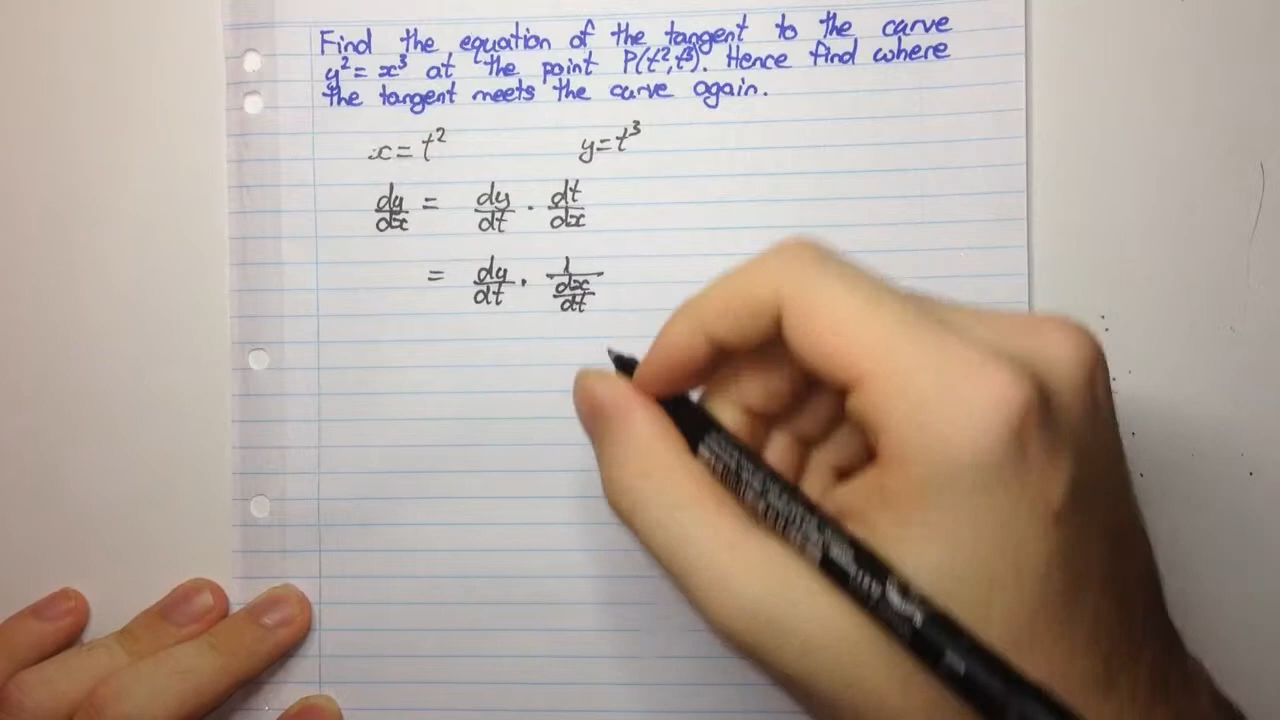 Find the equation of the tangent to the curve
y² = x³ at the point P(t², t³). Hence find where
the tangent meets the curve again.
x = t² y = t³
dy/dx = dy/dt · dt/dx
= dy/dt · 1/(dx/dt)